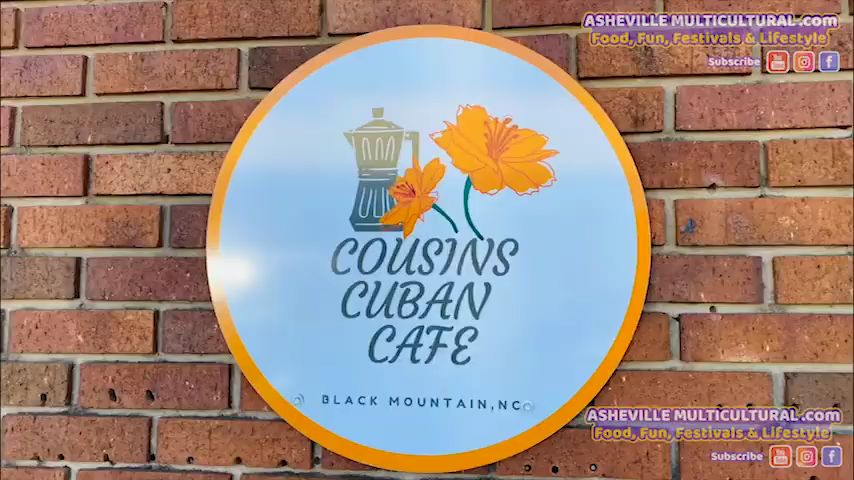 ASHEVILLE MULTICULTURAL.com
Food, Fun, Festivals & Lifestyle
Subscribe
COUSINS
CUBAN
CAFE
BLACK MOUNTAIN, NC
ASHEVILLE MULTICULTURAL.com
Food, Fun, Festivals & Lifestyle
Subscribe